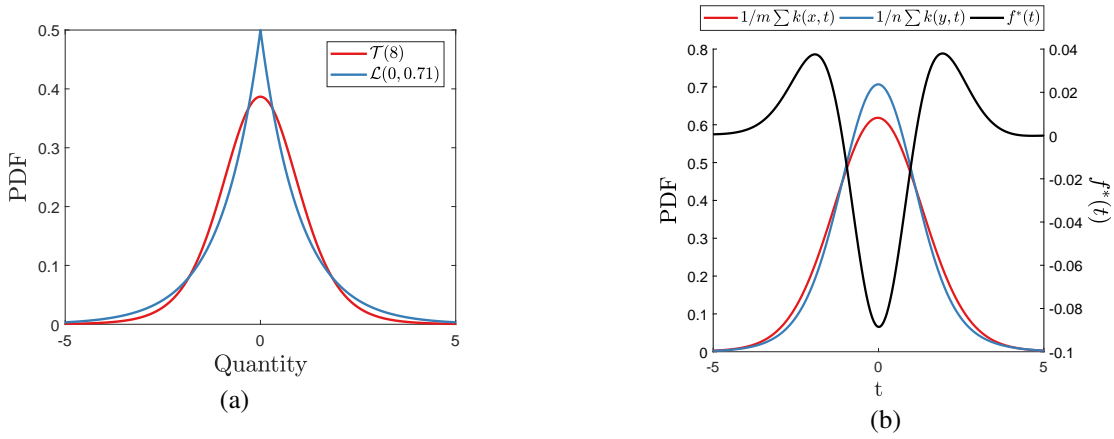 0.5
0.4
0.3
0.2
0.1
0
PDF
𝒯(8)
ℒ(0, 0.71)
-5
0
5
Quantity
(a)
1/m ∑ k(x, t)
1/n ∑ k(y, t)
f*(t)
0.8
0.7
0.6
0.5
0.4
0.3
0.2
0.1
0
PDF
0.04
0.02
0
-0.02
-0.04
-0.06
-0.08
-0.1
f*(t)
-5
0
5
t
(b)